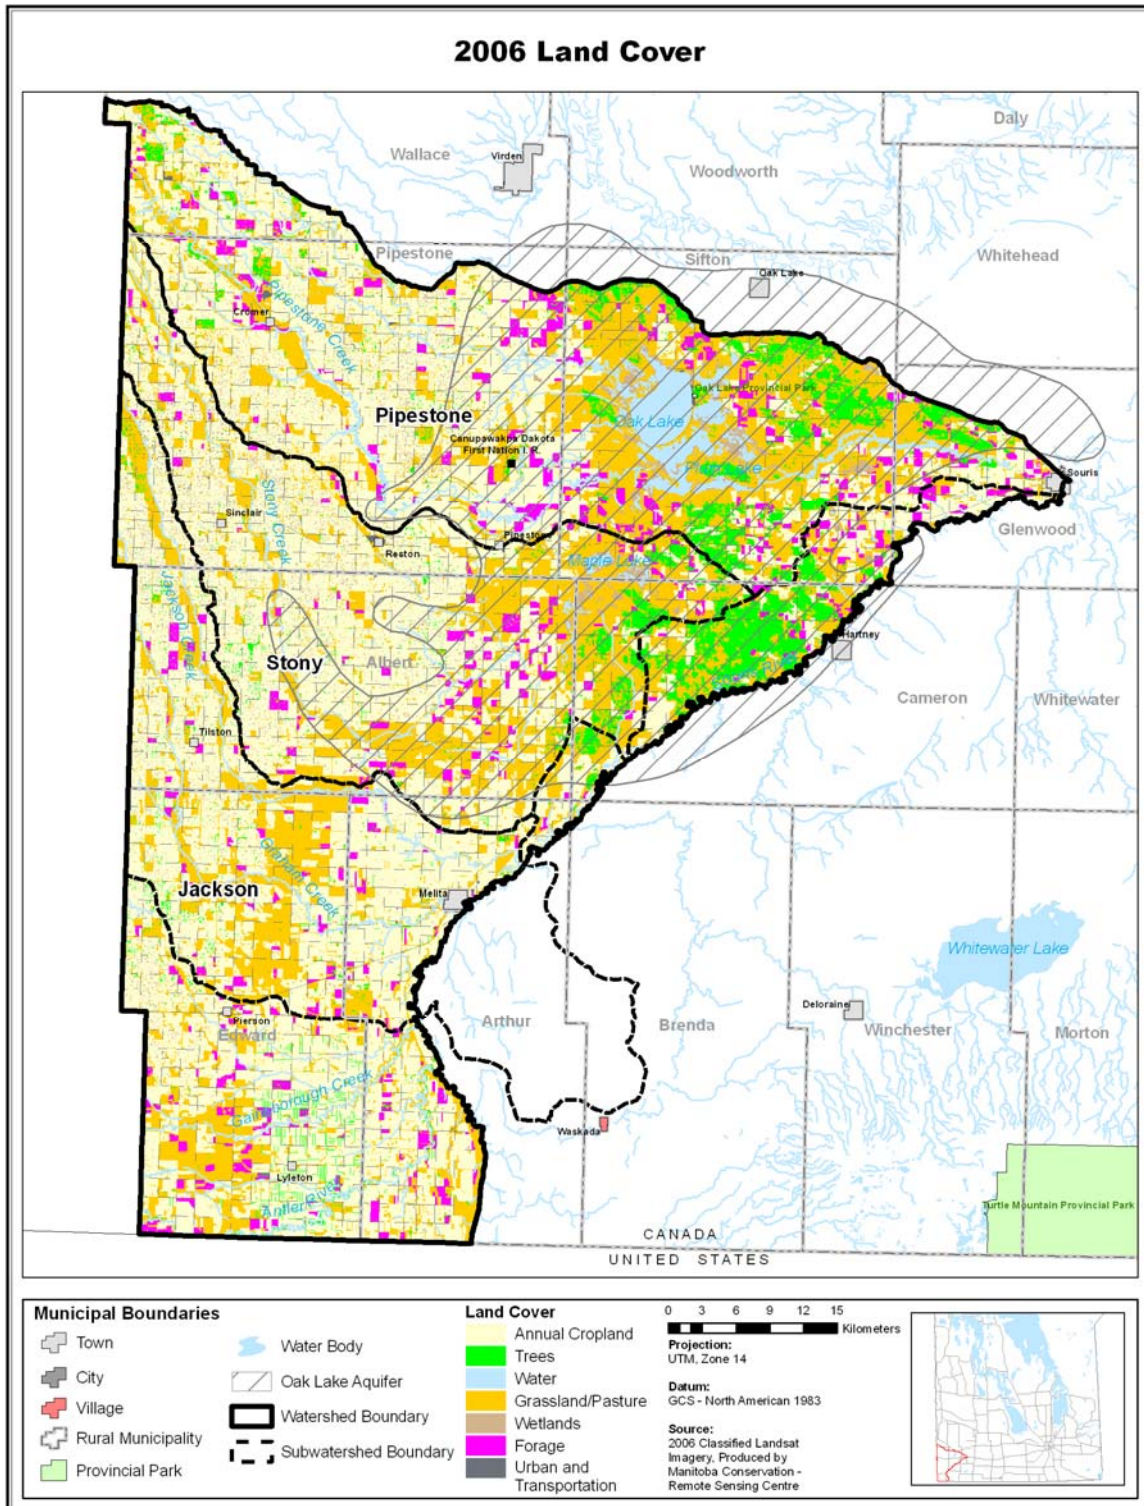 2006 Land Cover
Daly
Wallace
Virden
Woodworth
Whitehead
Pipestone
Sifton
Oak Lake
Pipestone Creek
Cromer
Oak Lake Provincial Park
Pipestone
Oak Lake
Canupawakpa Dakota
First Nation I. R.
Plum Lake
Souris
Stony Creek
Sinclair
Glenwood
Reston
Pipestone
Maple Lake
Jackson Creek
Hartney
Stony
Albert
Cameron
Whitewater
Tilston
Graham Creek
Jackson
Melita
Whitewater Lake
Deloraine
Pierson
Edward
Arthur
Brenda
Winchester
Morton
Gainsborough Creek
Waskada
Lyleton
Antler River
Turtle Mountain Provincial Park
CANADA
UNITED STATES
Municipal Boundaries
Town
City
Village
Rural Municipality
Provincial Park
Water Body
Oak Lake Aquifer
Watershed Boundary
Subwatershed Boundary
Land Cover
Annual Cropland
Trees
Water
Grassland/Pasture
Wetlands
Forage
Urban and
Transportation
0 3 6 9 12 15
Kilometers
Projection:
UTM, Zone 14
Datum:
GCS - North American 1983
Source:
2006 Classified Landsat
Imagery, Produced by
Manitoba Conservation -
Remote Sensing Centre